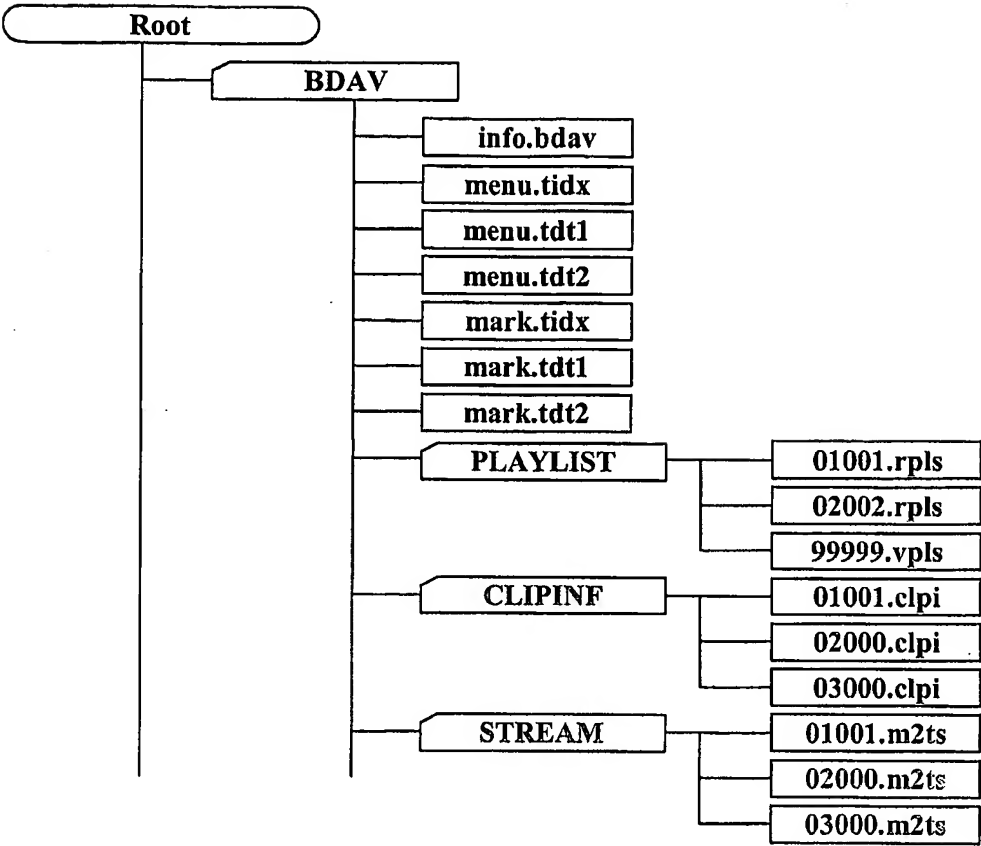 Root
BDAV
info.bdav
menu.tidx
menu.tdt1
menu.tdt2
mark.tidx
mark.tdt1
mark.tdt2
PLAYLIST
01001.rpls
02002.rpls
99999.vpls
CLIPINF
01001.clpi
02000.clpi
03000.clpi
STREAM
01001.m2ts
02000.m2ts
03000.m2ts